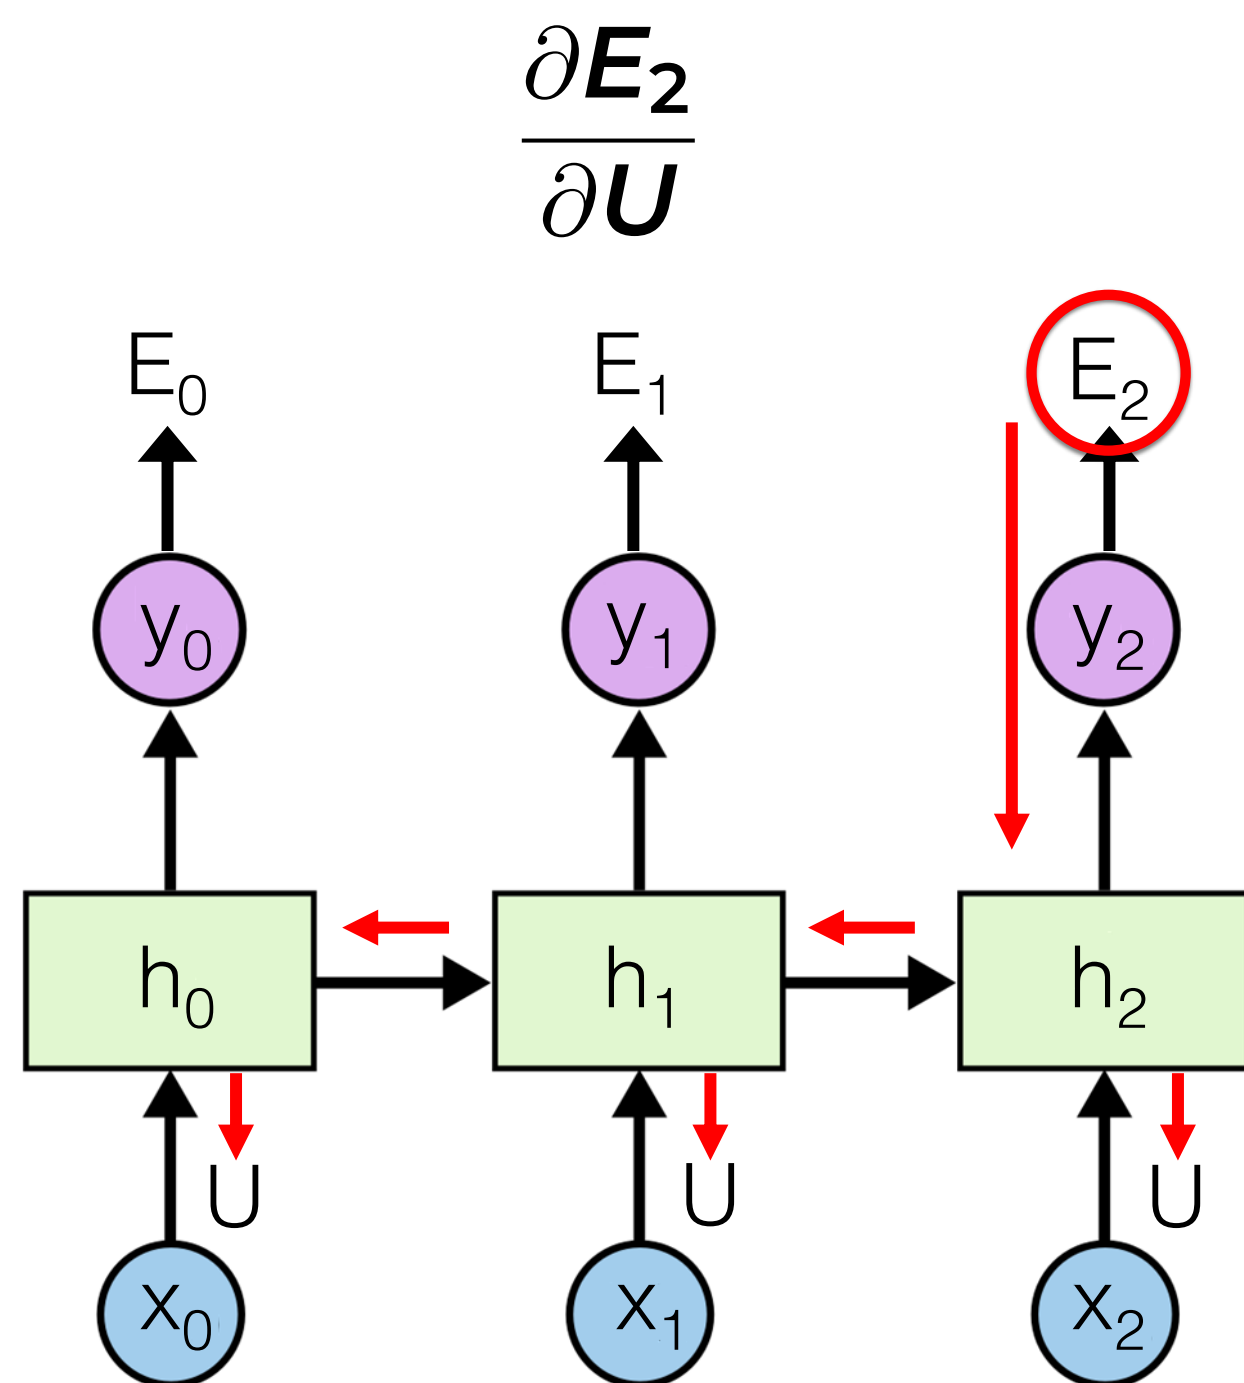 ∂E₂
∂U
E₀ E₁ E₂
y₀ y₁ y₂
h₀ h₁ h₂
U U U
x₀ x₁ x₂